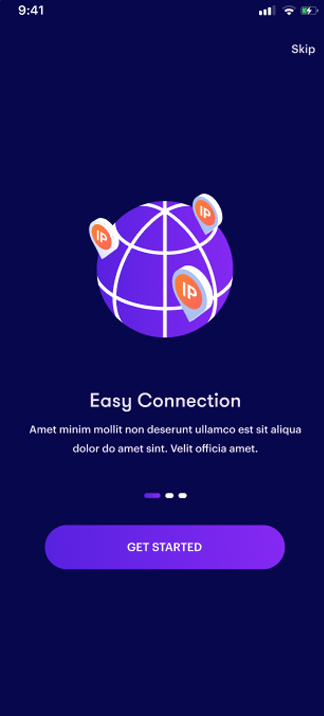 9:41
Skip
IP
IP
IP
Easy Connection
Amet minim mollit non deserunt ullamco est sit aliqua
dolor do amet sint. Velit officia amet.
GET STARTED